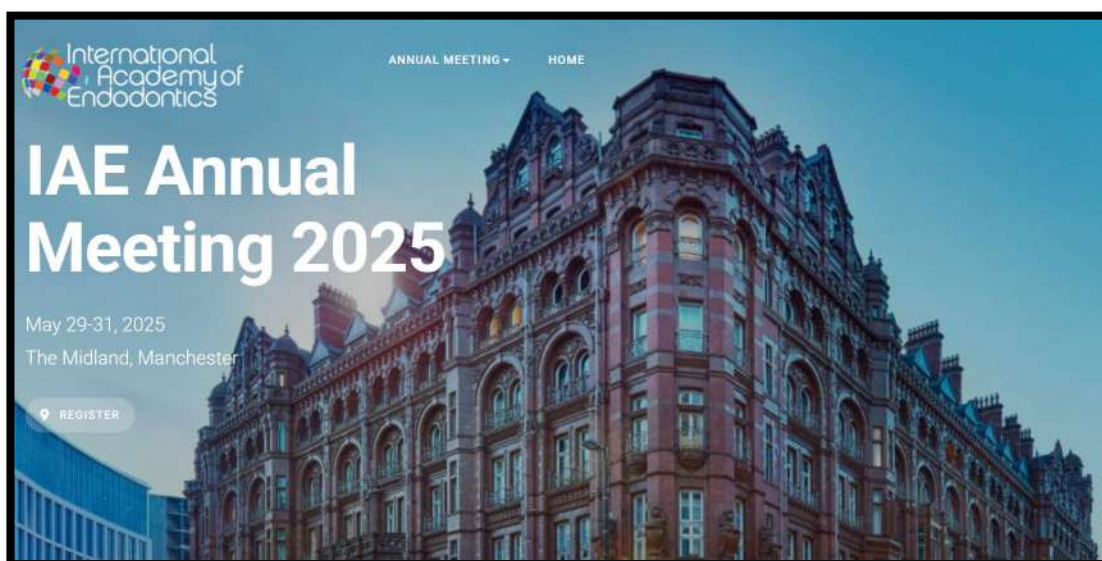 International
Academy of
Endodontics
ANNUAL MEETING
HOME
IAE Annual
Meeting 2025
May 29-31, 2025
The Midland, Manchester
REGISTER